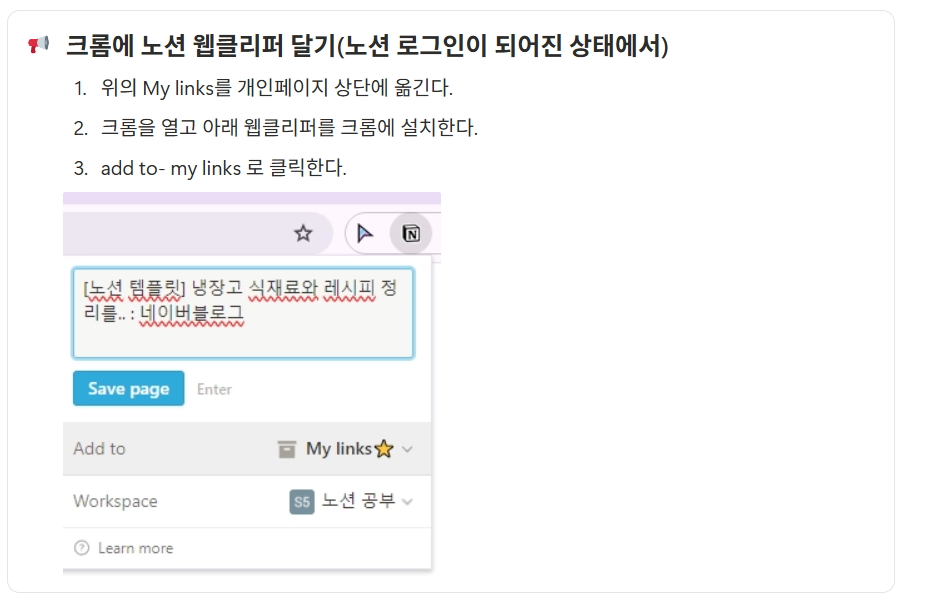 크롬에 노션 웹클리퍼 달기(노션 로그인이 되어진 상태에서)
1. 위의 My links를 개인페이지 상단에 옮긴다.
2. 크롬을 열고 아래 웹클리퍼를 크롬에 설치한다.
3. add to- my links 로 클릭한다.
[노션 템플릿] 냉장고 식재료와 레시피 정
리를.. : 네이버블로그
Save page Enter
Add to My links⭐
Workspace S5 노션 공부
? Learn more